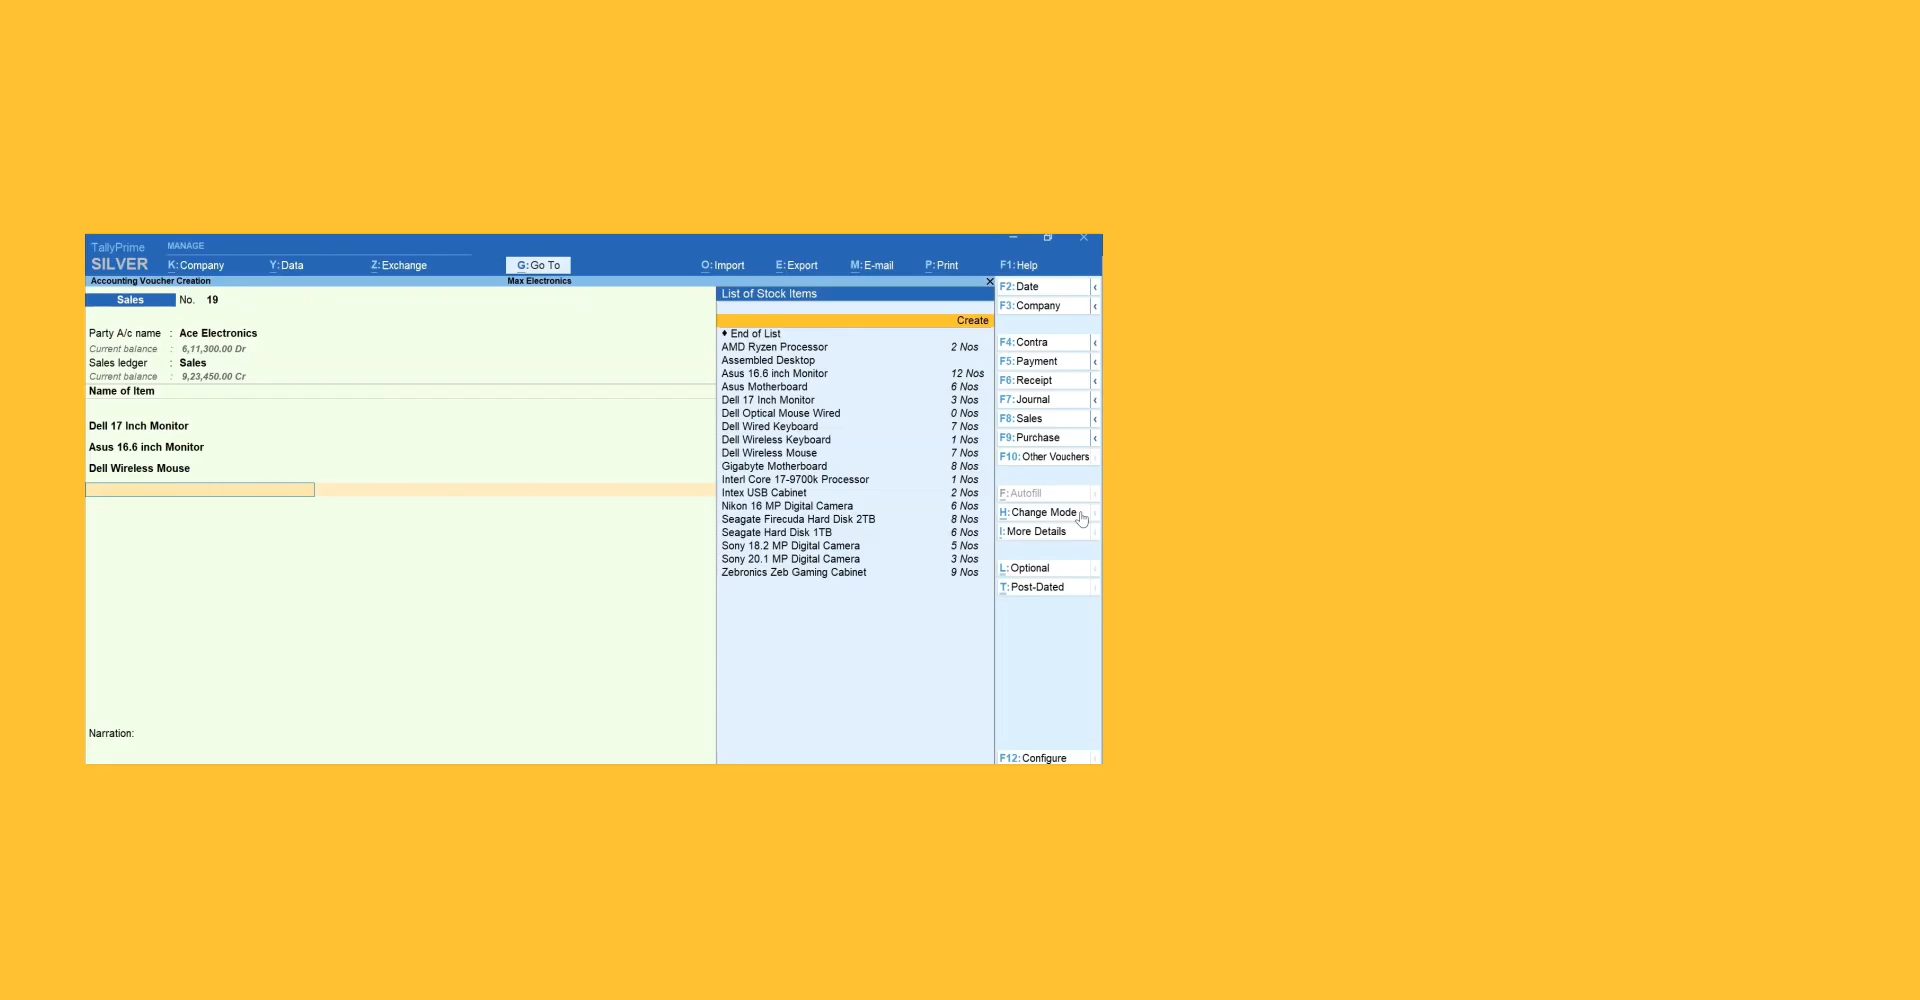 TallyPrime MANAGE
SILVER K:Company Y:Data Z:Exchange G:Go To O:Import E:Export M:E-mail P:Print F1:Help
Accounting Voucher Creation Max Electronics
Sales No. 19
Party A/c name : Ace Electronics
Current balance : 6,11,300.00 Dr
Sales ledger : Sales
Current balance : 9,23,450.00 Cr
Name of Item
Dell 17 Inch Monitor
Asus 16.6 inch Monitor
Dell Wireless Mouse
Narration:
List of Stock Items
Create
♦ End of List
AMD Ryzen Processor 2 Nos
Assembled Desktop
Asus 16.6 inch Monitor 12 Nos
Asus Motherboard 6 Nos
Dell 17 Inch Monitor 3 Nos
Dell Optical Mouse Wired 0 Nos
Dell Wired Keyboard 7 Nos
Dell Wireless Keyboard 1 Nos
Dell Wireless Mouse 7 Nos
Gigabyte Motherboard 8 Nos
Interl Core 17-9700k Processor 1 Nos
Intex USB Cabinet 2 Nos
Nikon 16 MP Digital Camera 6 Nos
Seagate Firecuda Hard Disk 2TB 8 Nos
Seagate Hard Disk 1TB 6 Nos
Sony 18.2 MP Digital Camera 5 Nos
Sony 20.1 MP Digital Camera 3 Nos
Zebronics Zeb Gaming Cabinet 9 Nos
F2:Date
F3:Company
F4:Contra
F5:Payment
F6:Receipt
F7:Journal
F8:Sales
F9:Purchase
F10:Other Vouchers
F:Autofill
H:Change Mode
I:More Details
L:Optional
T:Post-Dated
F12:Configure